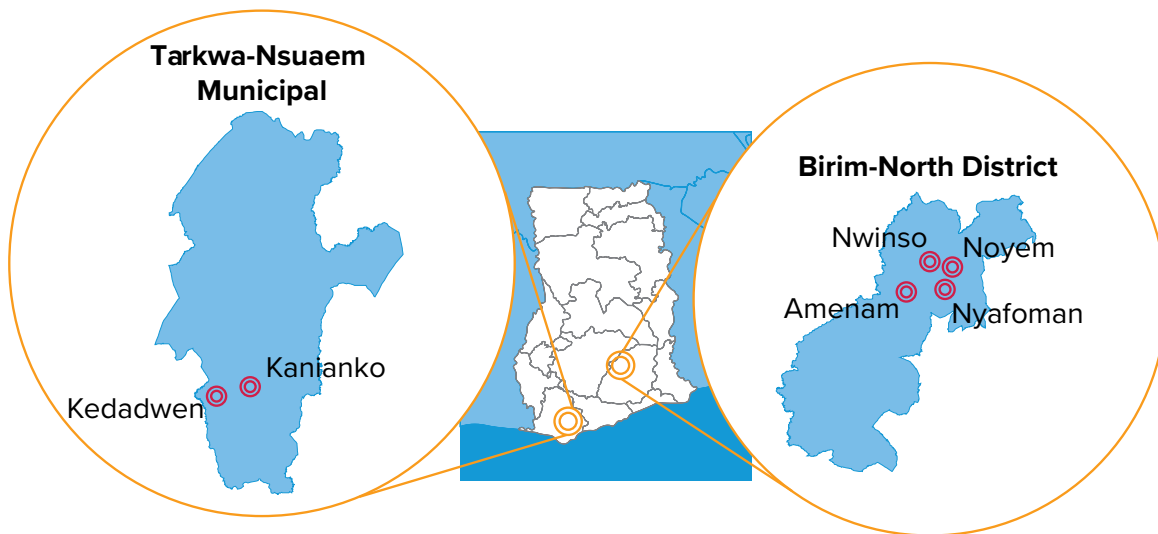 Tarkwa-Nsuaem
Municipal
Kanianko
Kedadwen
Birim-North District
Nwinso
Noyem
Amenam
Nyafoman